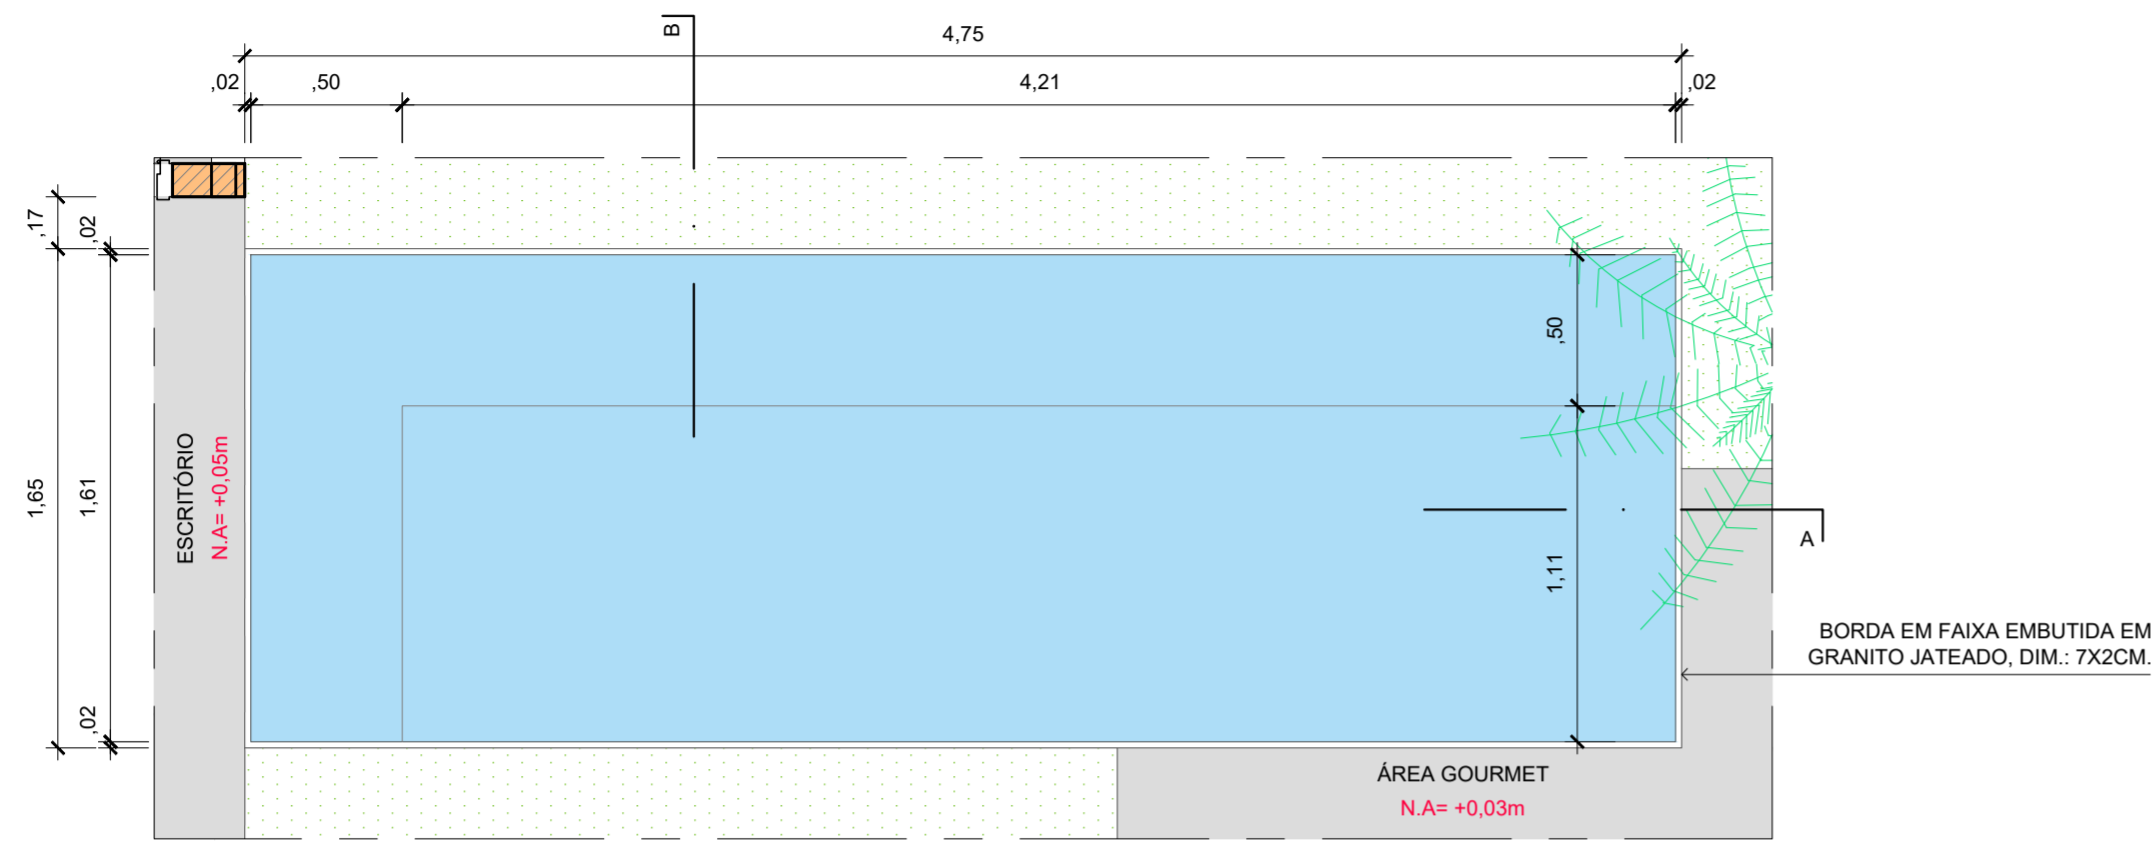 B
4,75
,02
,50
4,21
,02
,17
,02
,50
ESCRITÓRIO
N.A= +0,05m
1,65
1,61
A
1,11
BORDA EM FAIXA EMBUTIDA EM
GRANITO JATEADO, DIM.: 7X2CM.
,02
ÁREA GOURMET
N.A= +0,03m